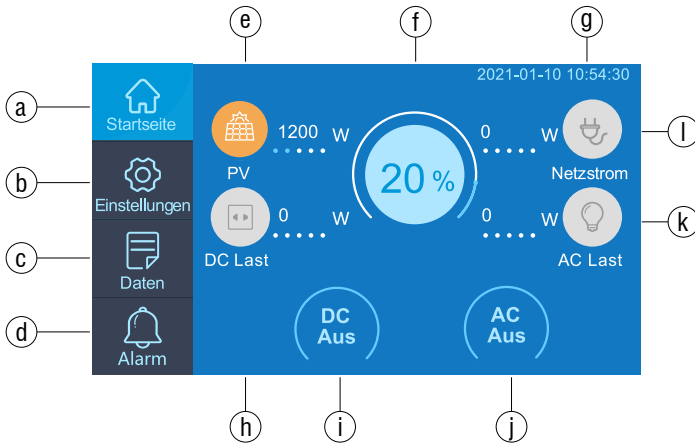 e
f
g
a
b
c
d
2021-01-10 10:54:30
Startseite
Einstellungen
Daten
Alarm
1200 W
PV
0 W
DC Last
20 %
0 W
Netzstrom
0 W
AC Last
DC
Aus
AC
Aus
l
k
h
i
j